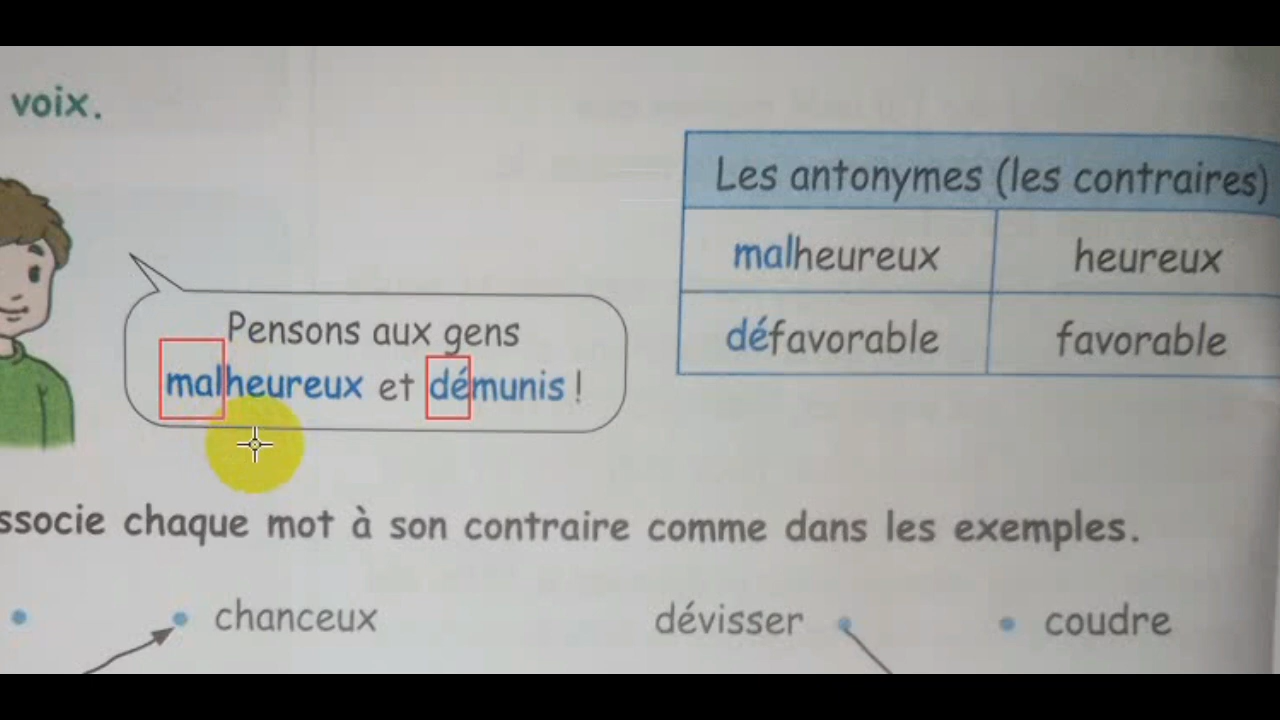 voix.
Les antonymes (les contraires)
malheureux heureux
défavorable favorable
Pensons aux gens
malheureux et démunis !
ssocie chaque mot à son contraire comme dans les exemples.
chanceux dévisser coudre